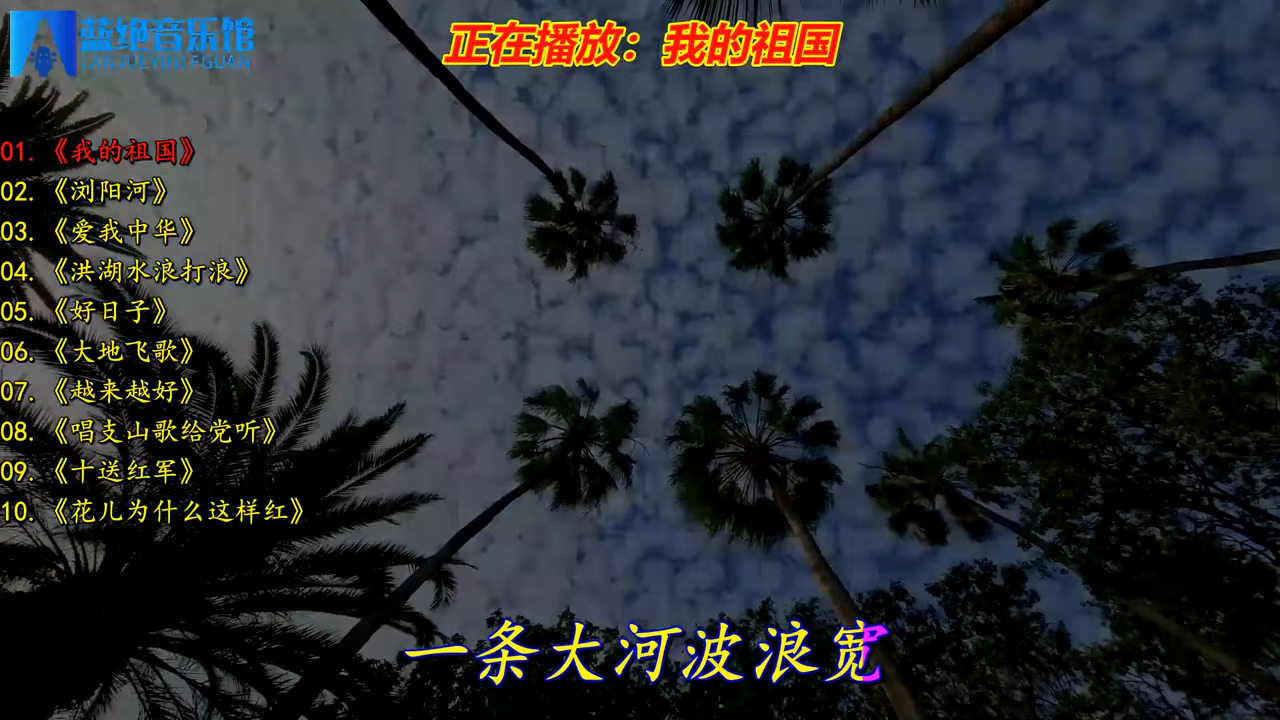 蓝绝音乐馆
LANJUEYINLEGUAN
正在播放：我的祖国
01.《我的祖国》
02.《浏阳河》
03.《爱我中华》
04.《洪湖水浪打浪》
05.《好日子》
06.《大地飞歌》
07.《越来越好》
08.《唱支山歌给党听》
09.《十送红军》
10.《花儿为什么这样红》
一条大河波浪宽